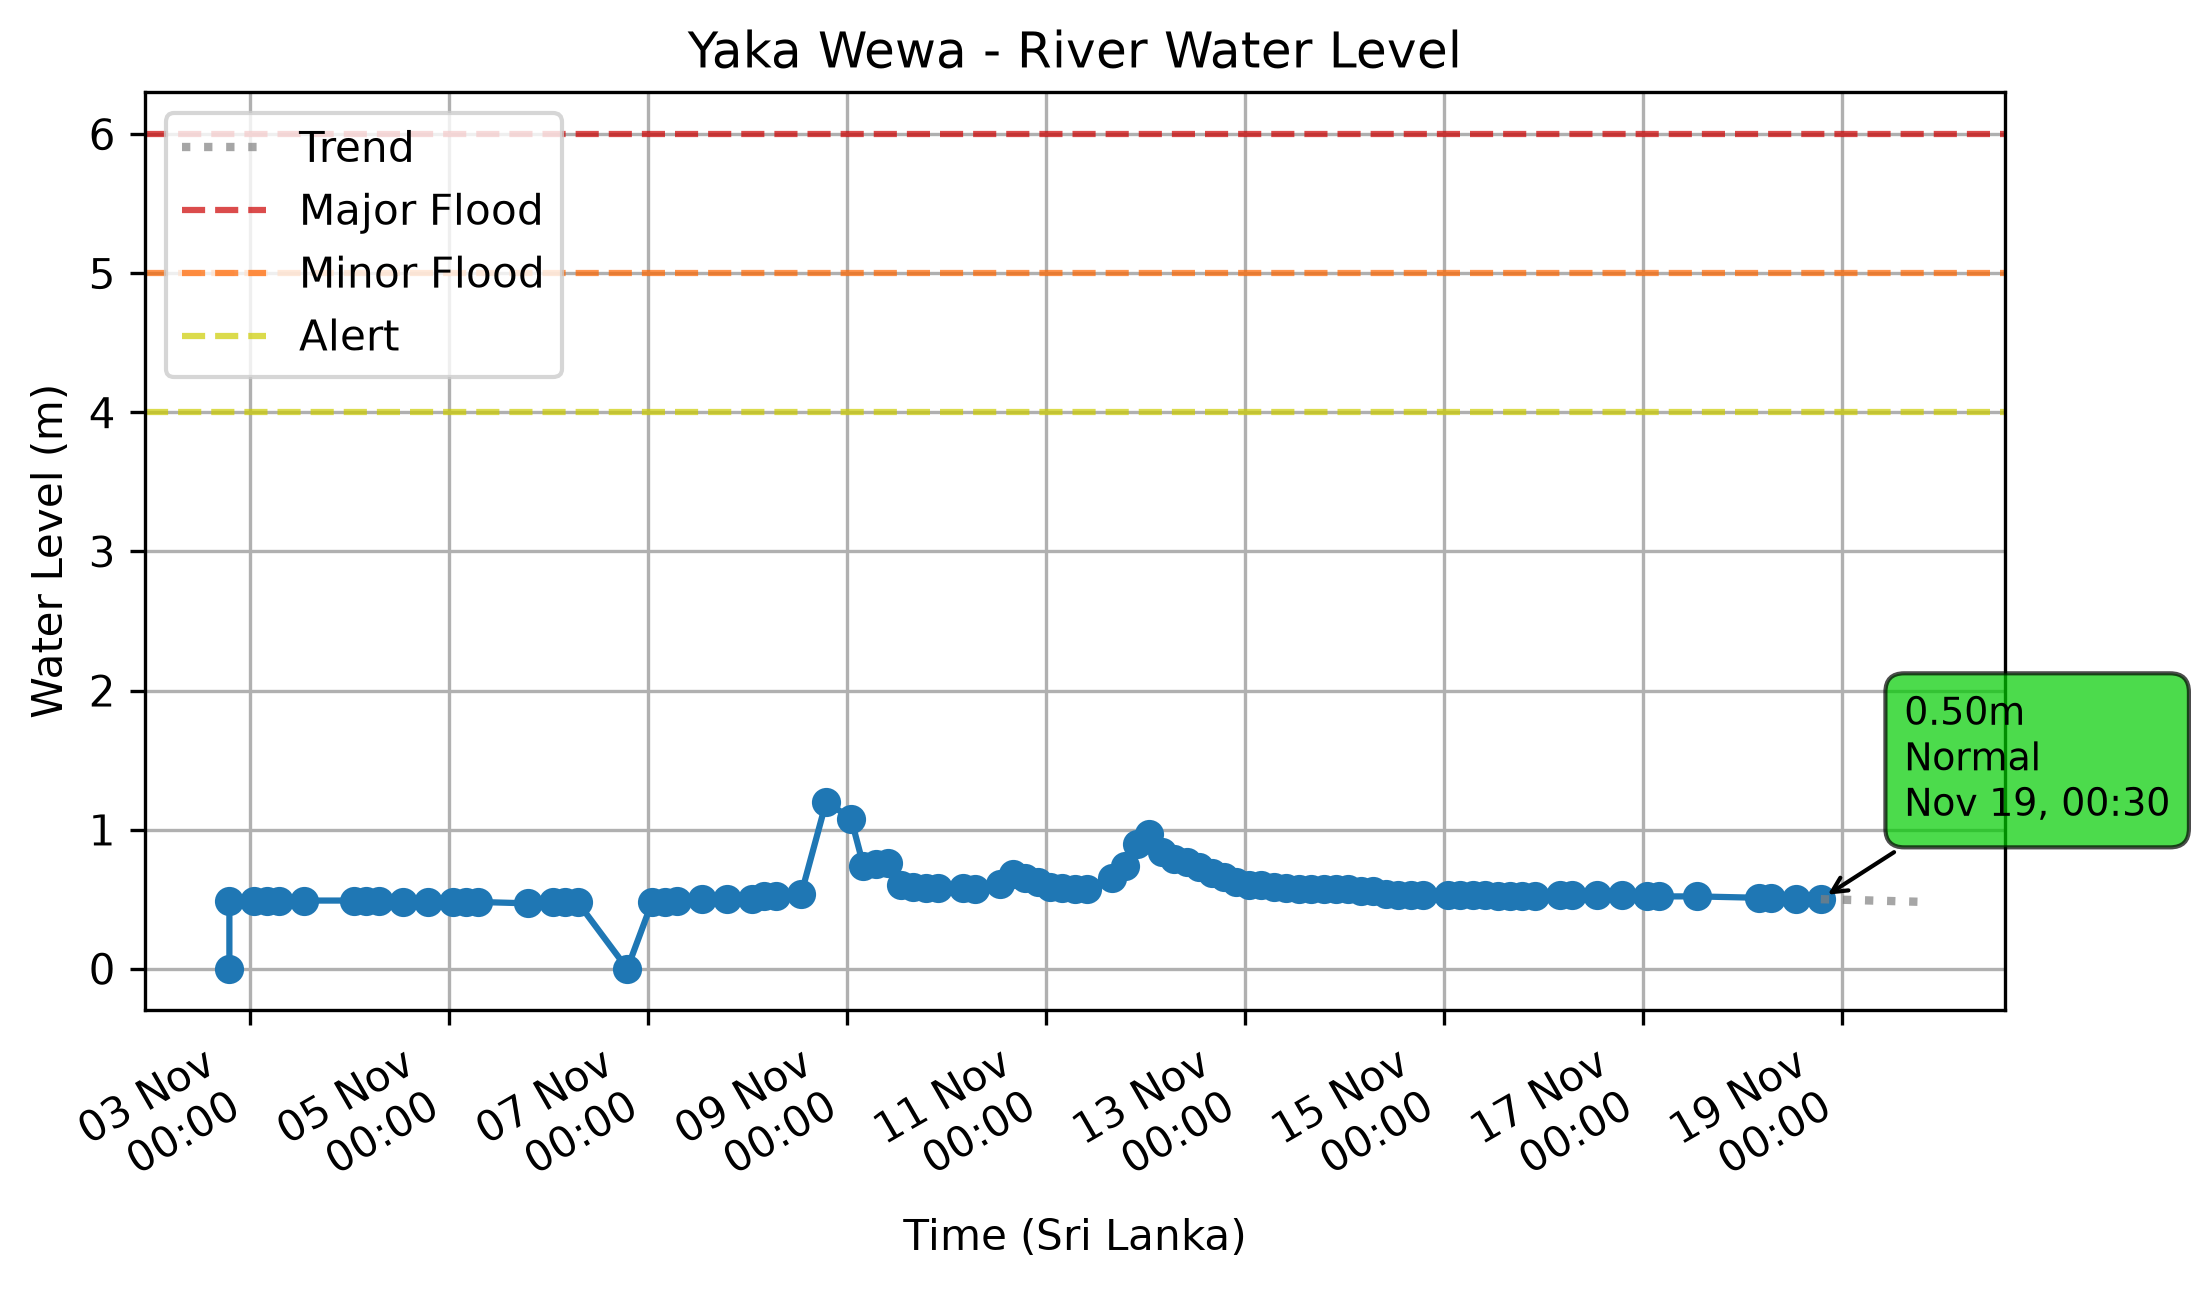 Yaka Wewa - River Water Level
Trend
Major Flood
Minor Flood
Alert
Water Level (m)
6
5
4
3
2
1
0
0.50m
Normal
Nov 19, 00:30
03 Nov
00:00
05 Nov
00:00
07 Nov
00:00
09 Nov
00:00
11 Nov
00:00
13 Nov
00:00
15 Nov
00:00
17 Nov
00:00
19 Nov
00:00
Time (Sri Lanka)